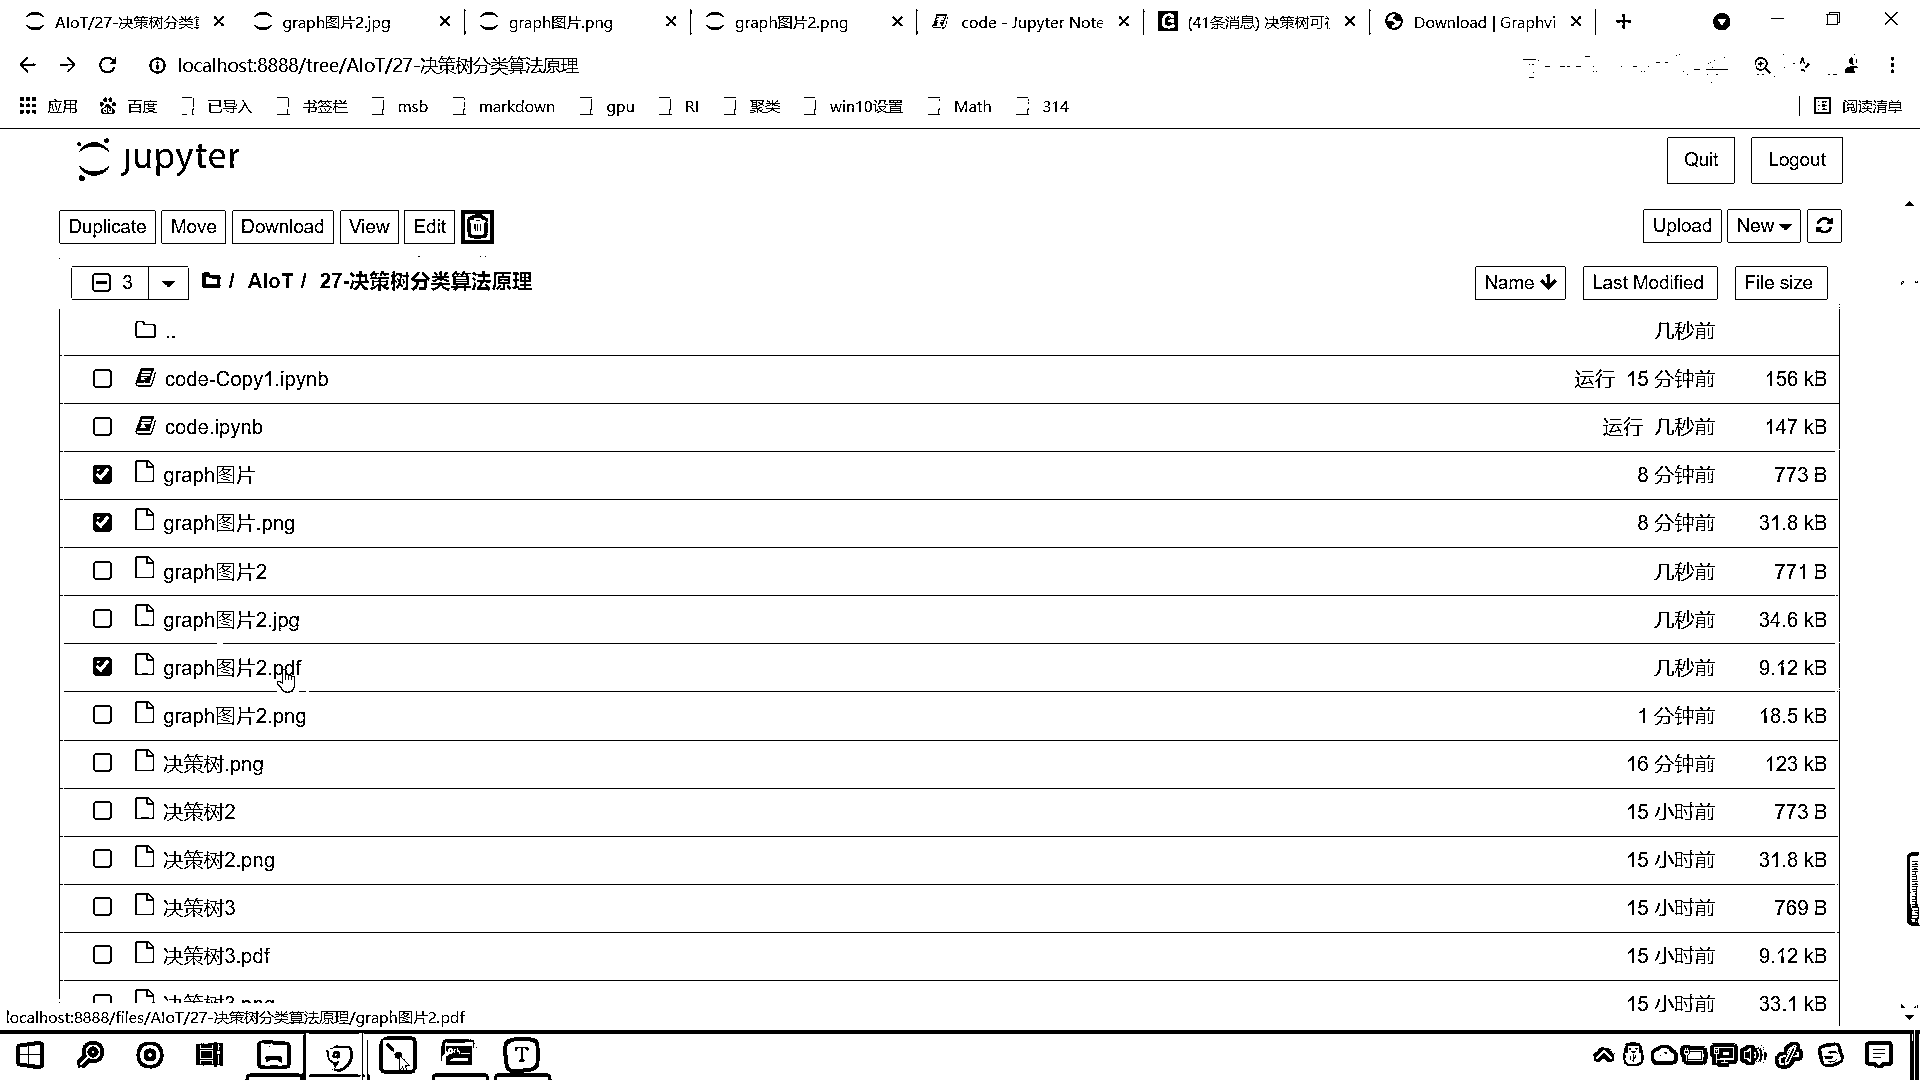 AIoT/27-决策树分类
graph图片2.jpg
graph图片.png
graph图片2.png
code - Jupyter Note
(41条消息) 决策树可
Download | Graphvi
localhost:8888/tree/AIoT/27-决策树分类算法原理
应用
百度
已导入
书签栏
msb
markdown
gpu
RI
聚类
win10设置
Math
314
阅读清单
jupyter
Quit
Logout
Duplicate
Move
Download
View
Edit
Upload
New
3
/ AIoT / 27-决策树分类算法原理
Name
Last Modified
File size
.. 几秒前
code-Copy1.ipynb 运行 15 分钟前 156 kB
code.ipynb 运行 几秒前 147 kB
graph图片 8 分钟前 773 B
graph图片.png 8 分钟前 31.8 kB
graph图片2 几秒前 771 B
graph图片2.jpg 几秒前 34.6 kB
graph图片2.pdf 几秒前 9.12 kB
graph图片2.png 1 分钟前 18.5 kB
决策树.png 16 分钟前 123 kB
决策树2 15 小时前 773 B
决策树2.png 15 小时前 31.8 kB
决策树3 15 小时前 769 B
决策树3.pdf 15 小时前 9.12 kB
决策树3.png 15 小时前 33.1 kB
localhost:8888/files/AIoT/27-决策树分类算法原理/graph图片2.pdf
T